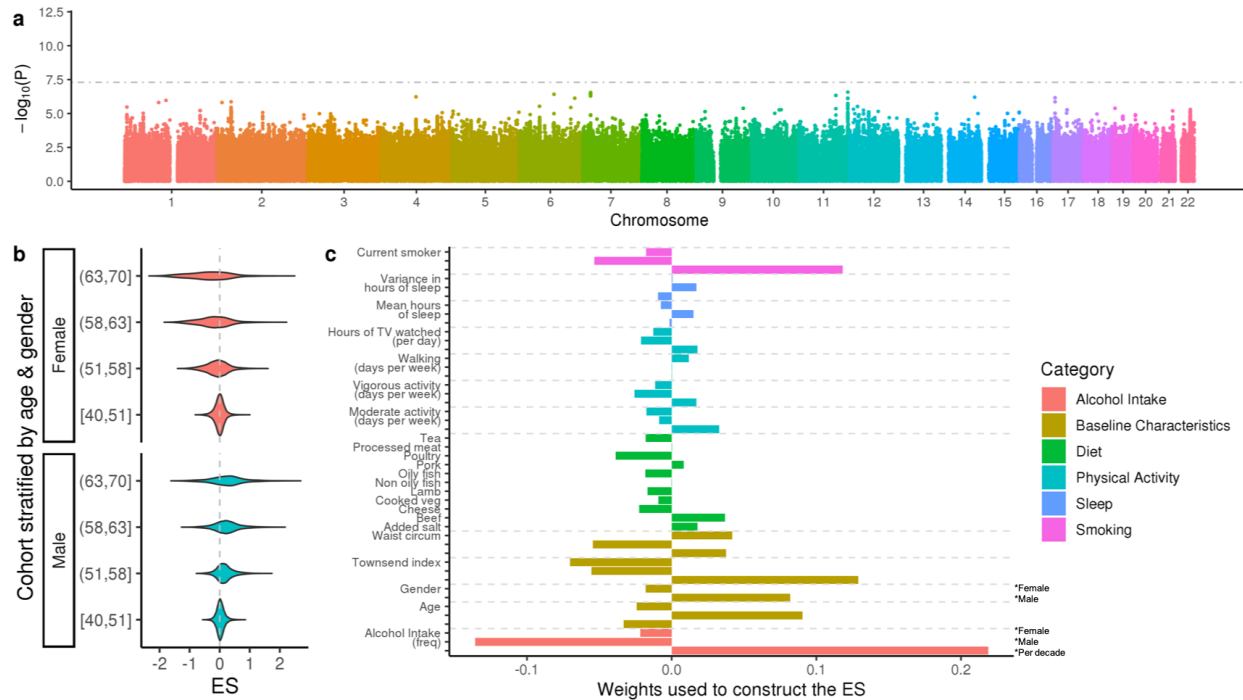 a
12.5
10.0
7.5
5.0
2.5
0.0
− log10(P)
1 2 3 4 5 6 7 8 9 10 11 12 13 14 15 16 17 18 19 20 21 22
Chromosome
b
Cohort stratified by age & gender
Female
(63,70]
(58,63]
(51,58]
[40,51]
Male
(63,70]
(58,63]
(51,58]
[40,51]
-2 -1 0 1 2
ES
c
Current smoker
Variance in
hours of sleep
Mean hours
of sleep
Hours of TV watched
(per day)
Walking
(days per week)
Vigorous activity
(days per week)
Moderate activity
(days per week)
Tea
Processed meat
Poultry
Pork
Oily fish
Non oily fish
Lamb
Cooked veg
Cheese
Beef
Added salt
Waist circum
Townsend index
Gender
Age
Alcohol Intake
(freq)
*Female
*Male
*Female
*Male
*Per decade
-0.1 0.0 0.1 0.2
Weights used to construct the ES
Category
Alcohol Intake
Baseline Characteristics
Diet
Physical Activity
Sleep
Smoking